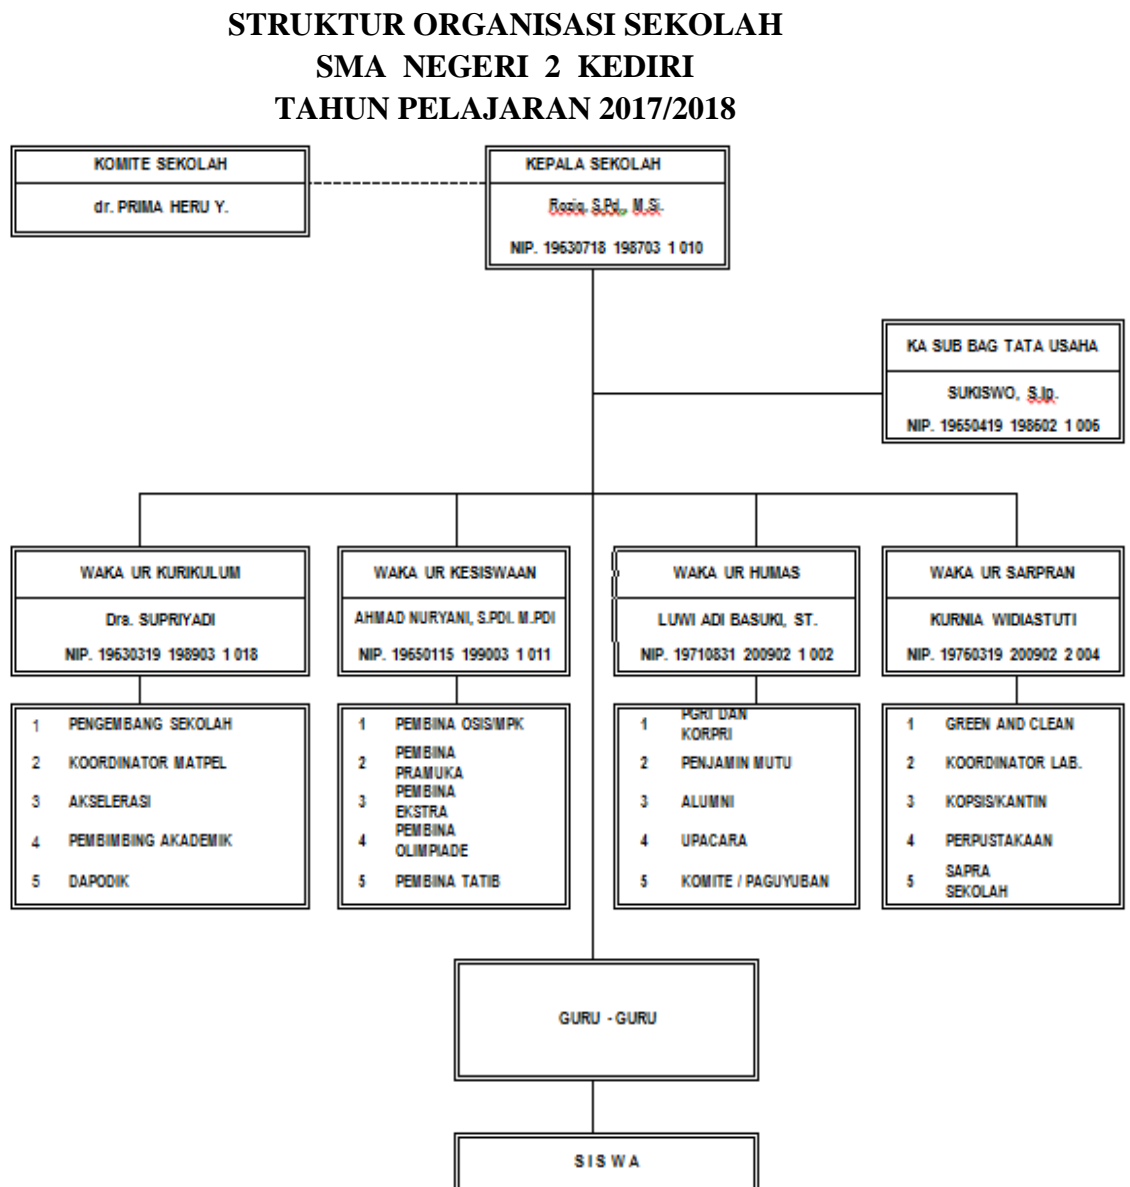 STRUKTUR ORGANISASI SEKOLAH
SMA NEGERI 2 KEDIRI
TAHUN PELAJARAN 2017/2018
KOMITE SEKOLAH
dr. PRIMA HERU Y.
KEPALA SEKOLAH
Roziq, S.Pd., M.Si.
NIP. 19630718 198703 1 010
KA SUB BAG TATA USAHA
SUKISWO, S.Ip.
NIP. 19650419 198602 1 006
WAKA UR KURIKULUM
Drs. SUPRIYADI
NIP. 19630319 198903 1 018
1 PENGEMBANG SEKOLAH
2 KOORDINATOR MATPEL
3 AKSELERASI
4 PEMBIMBING AKADEMIK
5 DAPODIK
WAKA UR KESISWAAN
AHMAD NURYANI, S.PDI. M.PDI
NIP. 19650115 199003 1 011
1 PEMBINA OSIS/MPK
2 PEMBINA
PRAMUKA
3 PEMBINA
EKSTRA
4 PEMBINA
OLIMPIADE
5 PEMBINA TATIB
WAKA UR HUMAS
LUWI ADI BASUKI, ST.
NIP. 19710831 200902 1 002
1 PGRI DAN
KORPRI
2 PENJAMIN MUTU
3 ALUMNI
4 UPACARA
5 KOMITE / PAGUYUBAN
WAKA UR SARPRAN
KURNIA WIDIASTUTI
NIP. 19760319 200902 2 004
1 GREEN AND CLEAN
2 KOORDINATOR LAB.
3 KOPSIS/KANTIN
4 PERPUSTAKAAN
5 SAPRA
SEKOLAH
GURU - GURU
S I S W A